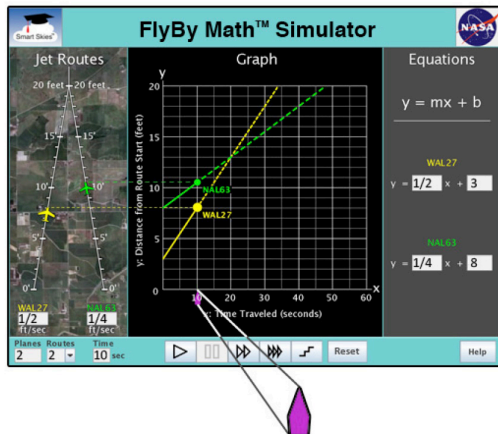 Smart Skies™
FlyBy Math™ Simulator
NASA
Jet Routes
20 feet
20 feet
15'
15'
10'
10'
5'
5'
0'
0'
WAL27
1/2
ft/sec
NAL63
1/4
ft/sec
Graph
y
y: Distance from Route Start (feet)
20
15
10
5
0
NAL63
WAL27
10 20 30 40 50 60
x
x: Time Traveled (seconds)
Equations
y = mx + b
WAL27
y = 1/2 x + 3
NAL63
y = 1/4 x + 8
Planes Routes Time
2 2 10 sec
Reset
Help